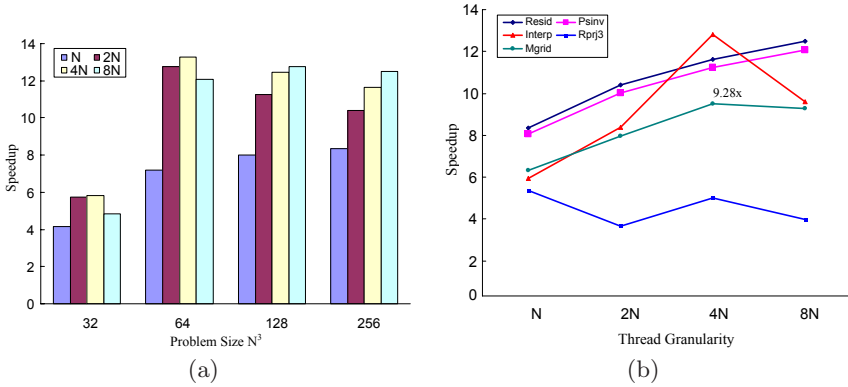 14
12
10
8
6
4
2
0
Speedup
N 2N
4N 8N
32 64 128 256
Problem Size N³
(a)
14
12
10
8
6
4
2
0
Speedup
Resid Psinv
Interp Rprj3
Mgrid
9.28x
N 2N 4N 8N
Thread Granularity
(b)